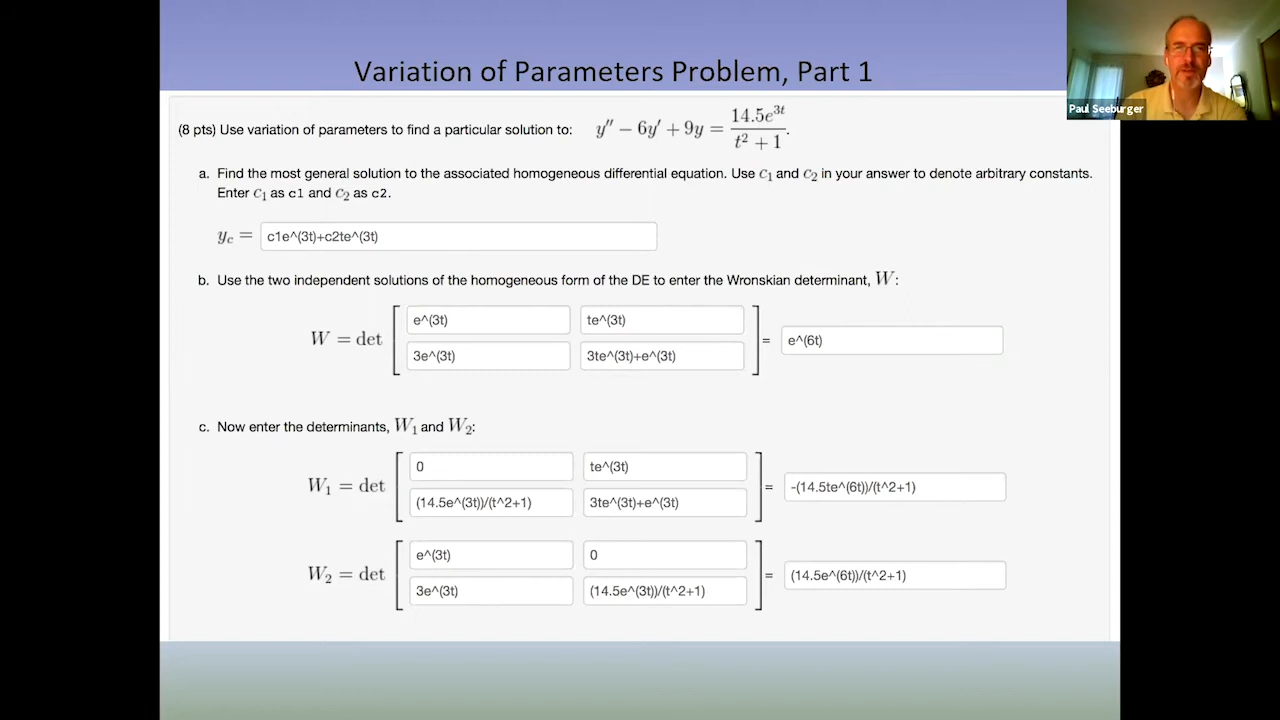 Variation of Parameters Problem, Part 1
Paul Seeburger
(8 pts) Use variation of parameters to find a particular solution to: y′′ − 6y′ + 9y = 14.5e^{3t} / (t² + 1).
a. Find the most general solution to the associated homogeneous differential equation. Use c₁ and c₂ in your answer to denote arbitrary constants.
Enter c₁ as c1 and c₂ as c2.
y_c = c1e^(3t)+c2te^(3t)
b. Use the two independent solutions of the homogeneous form of the DE to enter the Wronskian determinant, W:
e^(3t) te^(3t)
W = det = e^(6t)
3e^(3t) 3te^(3t)+e^(3t)
c. Now enter the determinants, W₁ and W₂:
0 te^(3t)
W₁ = det = -(14.5te^(6t))/(t^2+1)
(14.5e^(3t))/(t^2+1) 3te^(3t)+e^(3t)
e^(3t) 0
W₂ = det = (14.5e^(6t))/(t^2+1)
3e^(3t) (14.5e^(3t))/(t^2+1)